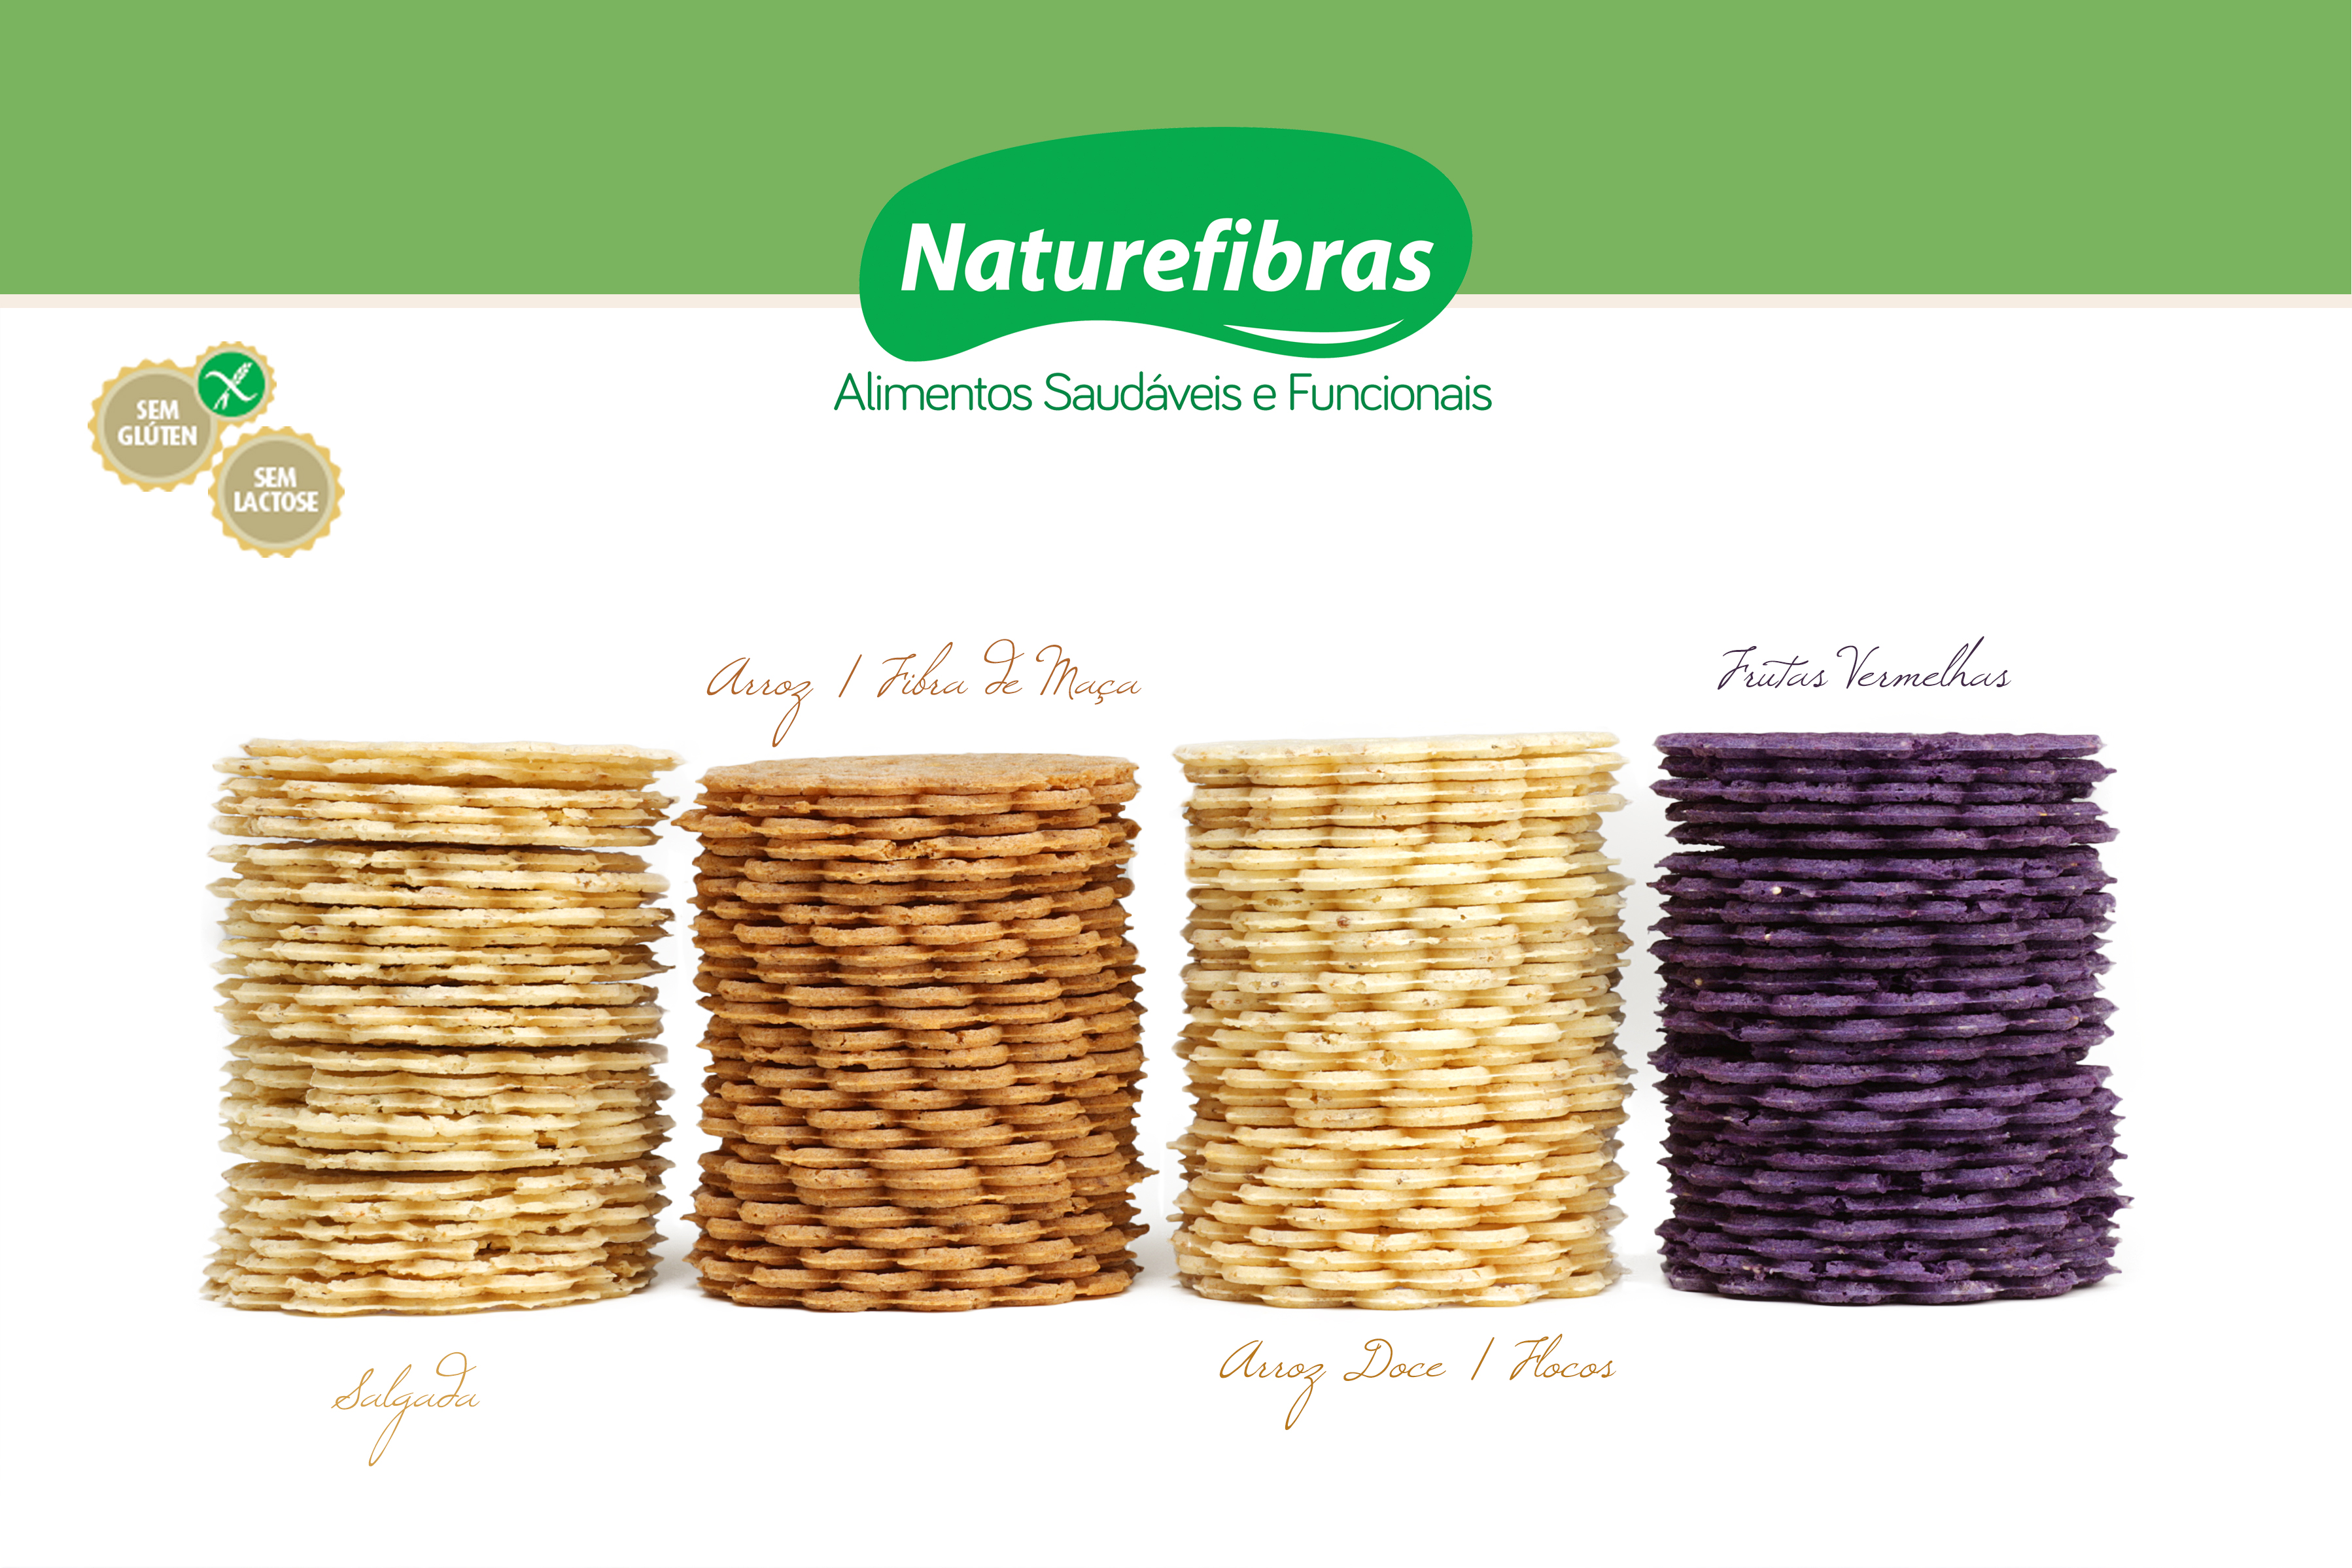 Naturefibras
Alimentos Saudáveis e Funcionais
SEM
GLÚTEN
SEM
LACTOSE
Arroz / Fibra de Maça
Frutas Vermelhas
Salgada
Arroz Doce / Flocos